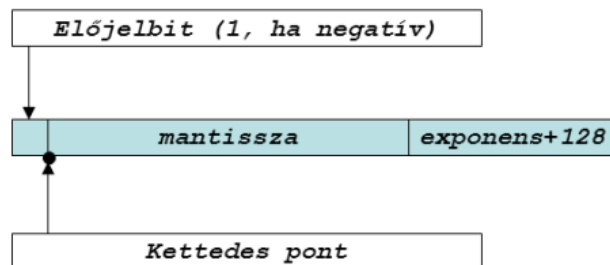 Előjelbit (1, ha negatív)
mantissza exponens+128
Kettedes pont